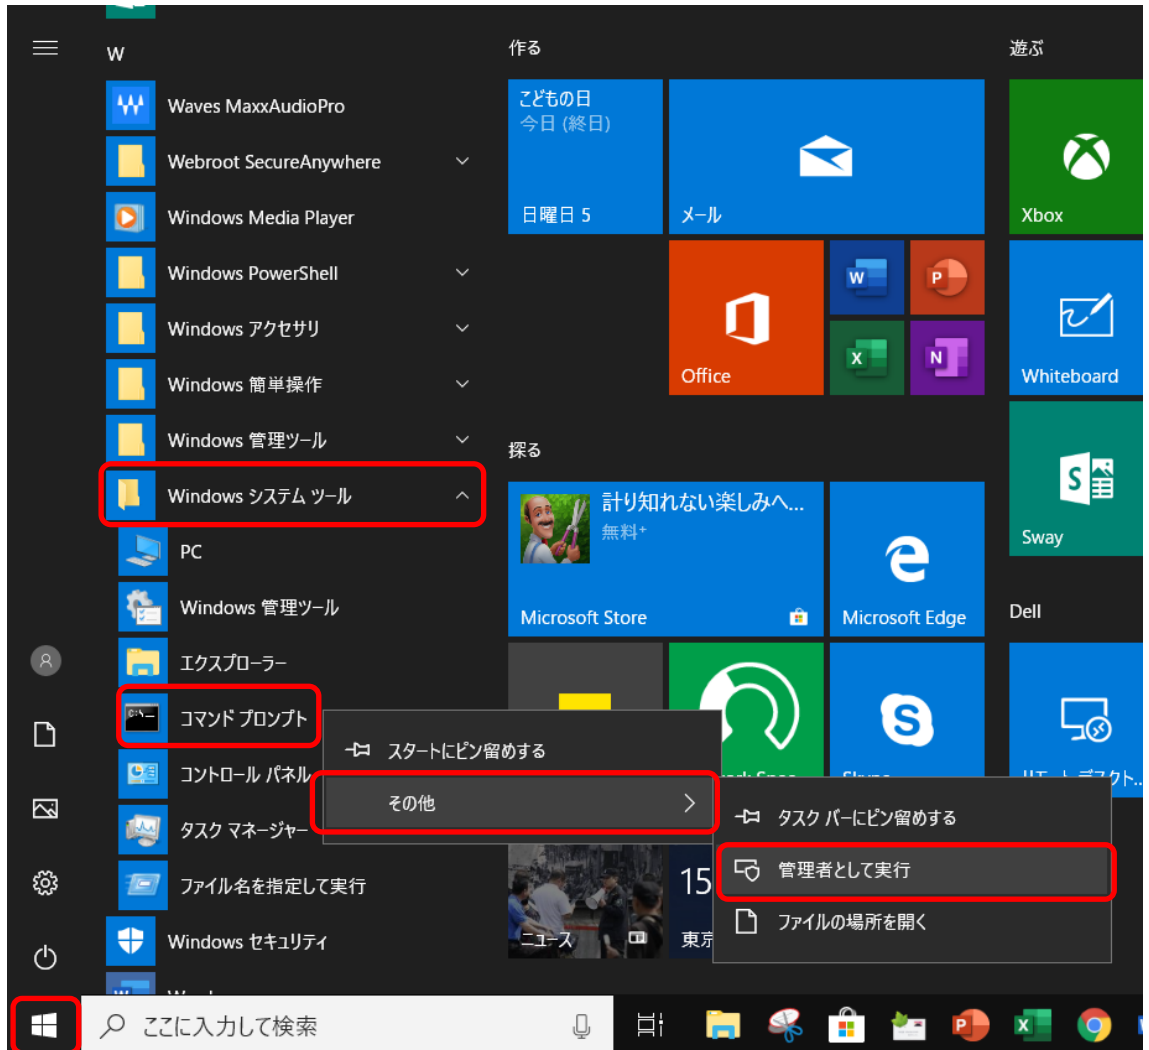 W
Waves MaxxAudioPro
Webroot SecureAnywhere
Windows Media Player
Windows PowerShell
Windows アクセサリ
Windows 簡単操作
Windows 管理ツール
Windows システム ツール
PC
Windows 管理ツール
エクスプローラー
コマンド プロンプト
コントロール パネル
タスク マネージャー
ファイル名を指定して実行
Windows セキュリティ
作る
こどもの日
今日 (終日)
日曜日 5
メール
Office
探る
計り知れない楽しみへ...
無料+
Microsoft Store
Microsoft Edge
ニュース
15
東京
遊ぶ
Xbox
Whiteboard
Sway
Dell
スタートにピン留めする
その他
タスク バーにピン留めする
管理者として実行
ファイルの場所を開く
ここに入力して検索